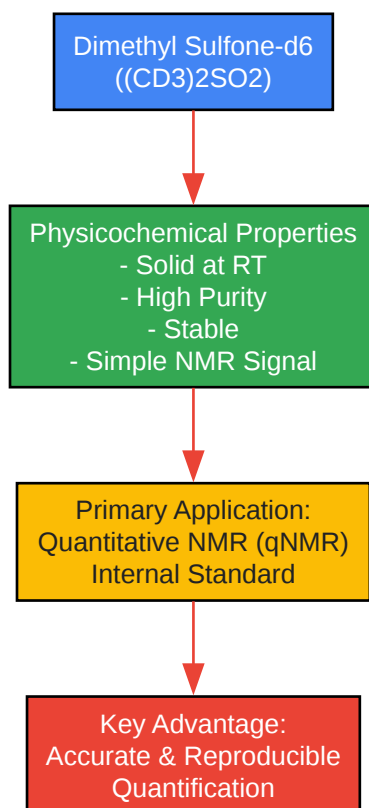 Dimethyl Sulfone-d6
((CD3)2SO2)
Physicochemical Properties
- Solid at RT
- High Purity
- Stable
- Simple NMR Signal
Primary Application:
Quantitative NMR (qNMR)
Internal Standard
Key Advantage:
Accurate & Reproducible
Quantification